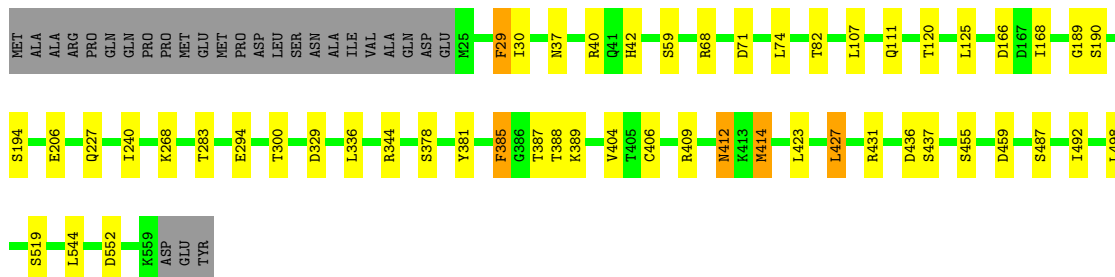 MET ALA ALA ARG PRO GLN GLN PRO PRO MET GLU MET PRO ASP LEU SER ASN ALA ILE VAL ALA GLN ASP GLU M25 F29 I30 N37 R40 Q41 H42 S59 R68 D71 L74 T82 L107 Q111 T120 L125 D166 D167 I168 G189 S190
S194 E206 Q227 I240 K268 T283 E294 T300 D329 L336 R344 S378 Y381 F385 G386 T387 T388 K389 V404 T405 C406 R409 N412 K413 M414 L423 L427 R431 D436 S437 S455 D459 S487 I492
S519 L544 D552 K559 ASP GLU TYR